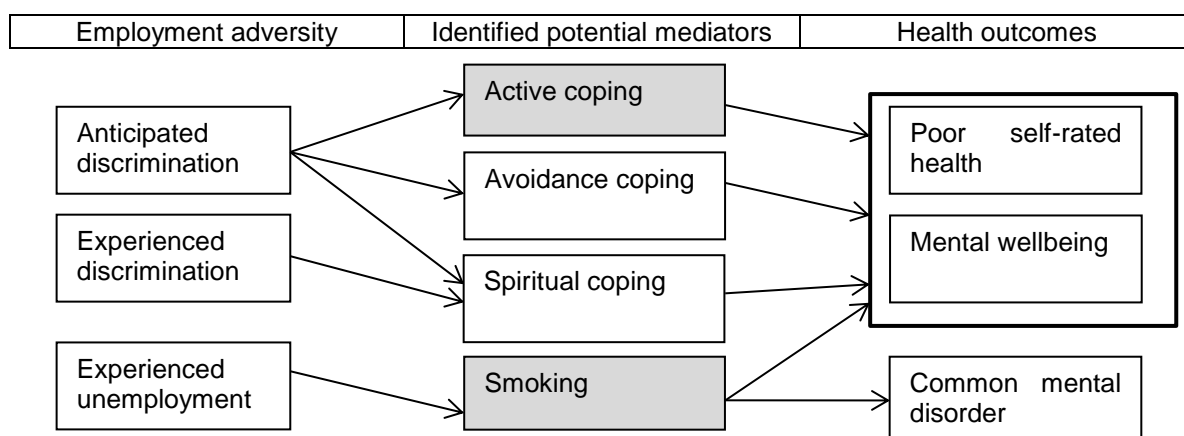 Employment adversity
Identified potential mediators
Health outcomes
Anticipated
discrimination
Experienced
discrimination
Experienced
unemployment
Active coping
Avoidance coping
Spiritual coping
Smoking
Poor self-rated
health
Mental wellbeing
Common mental
disorder